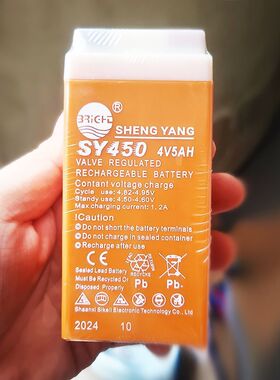 BRIGHT ®
SHENG YANG
SY450 4V5AH
VALVE REGULATED
RECHARGEABLE BATTERY
Contant voltage charge
Cycle use: 4.82-4.95V
Standy use: 4.50-4.60V
Max charging current: 1.2A
!Caution
Do not short the battery terminals
Do not charge in a sealed container
Recharge after use
Sealed Lead Battery
Must Be Recycled
Disposed Properly
RECYCLE
Pb
Pb.
Shaanxi Sikeli Electronic Technology Co., Ltd
2024 10